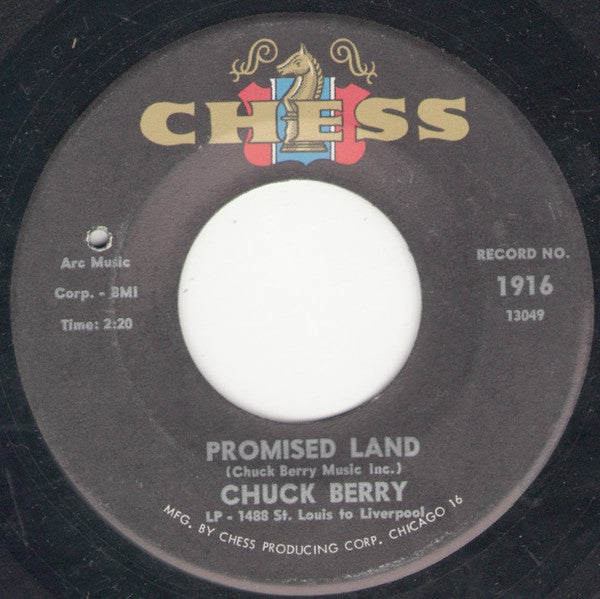 CHESS
Arc Music
Corp. - BMI
Time: 2:20
RECORD NO.
1916
13049
PROMISED LAND
(Chuck Berry Music Inc.)
CHUCK BERRY
LP - 1488 St. Louis to Liverpool
MFG. BY CHESS PRODUCING CORP. CHICAGO 16